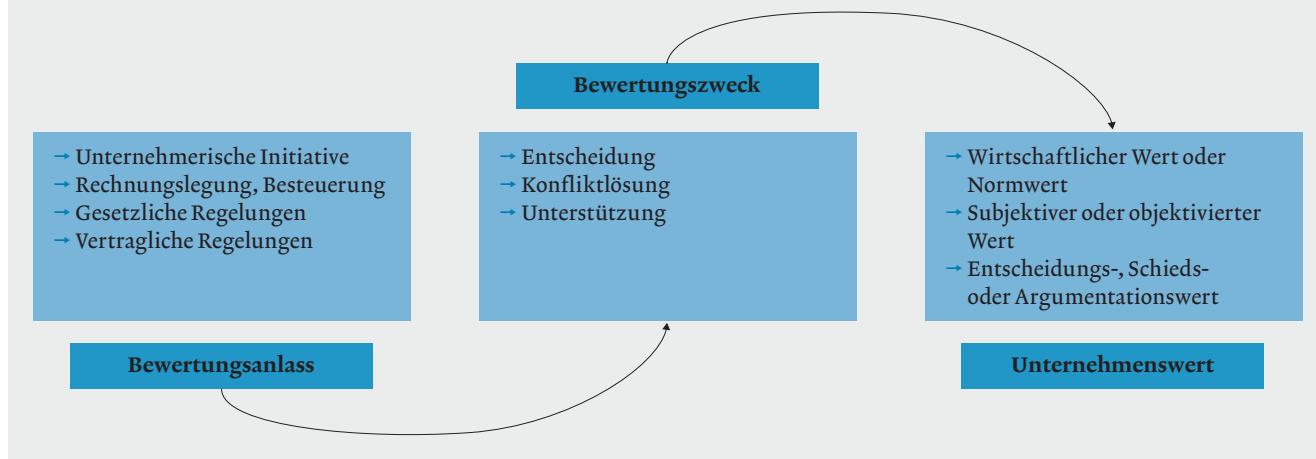 Bewertungszweck
→ Unternehmerische Initiative
→ Rechnungslegung, Besteuerung
→ Gesetzliche Regelungen
→ Vertragliche Regelungen
Bewertungsanlass
→ Entscheidung
→ Konfliktlösung
→ Unterstützung
→ Wirtschaftlicher Wert oder
Normwert
→ Subjektiver oder objektivierter
Wert
→ Entscheidungs-, Schieds-
oder Argumentationswert
Unternehmenswert